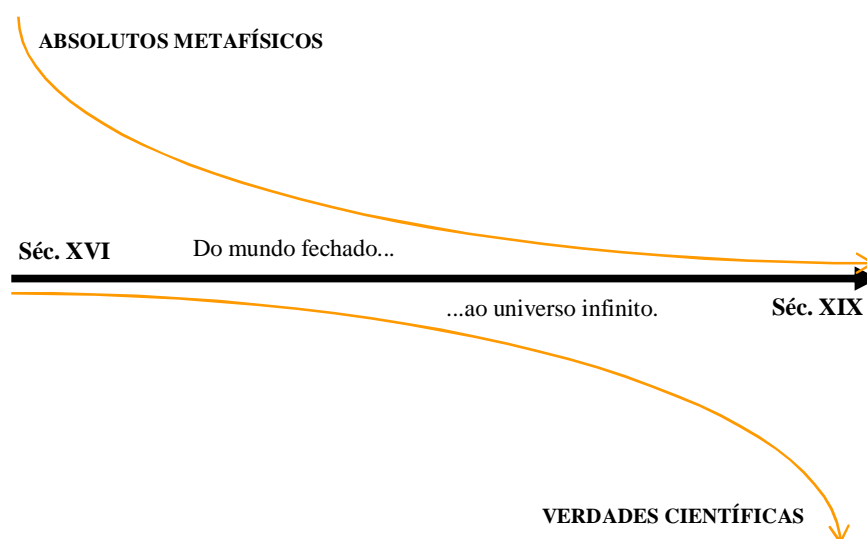 ABSOLUTOS METAFÍSICOS
Séc. XVI
Do mundo fechado...
...ao universo infinito.
Séc. XIX
VERDADES CIENTÍFICAS